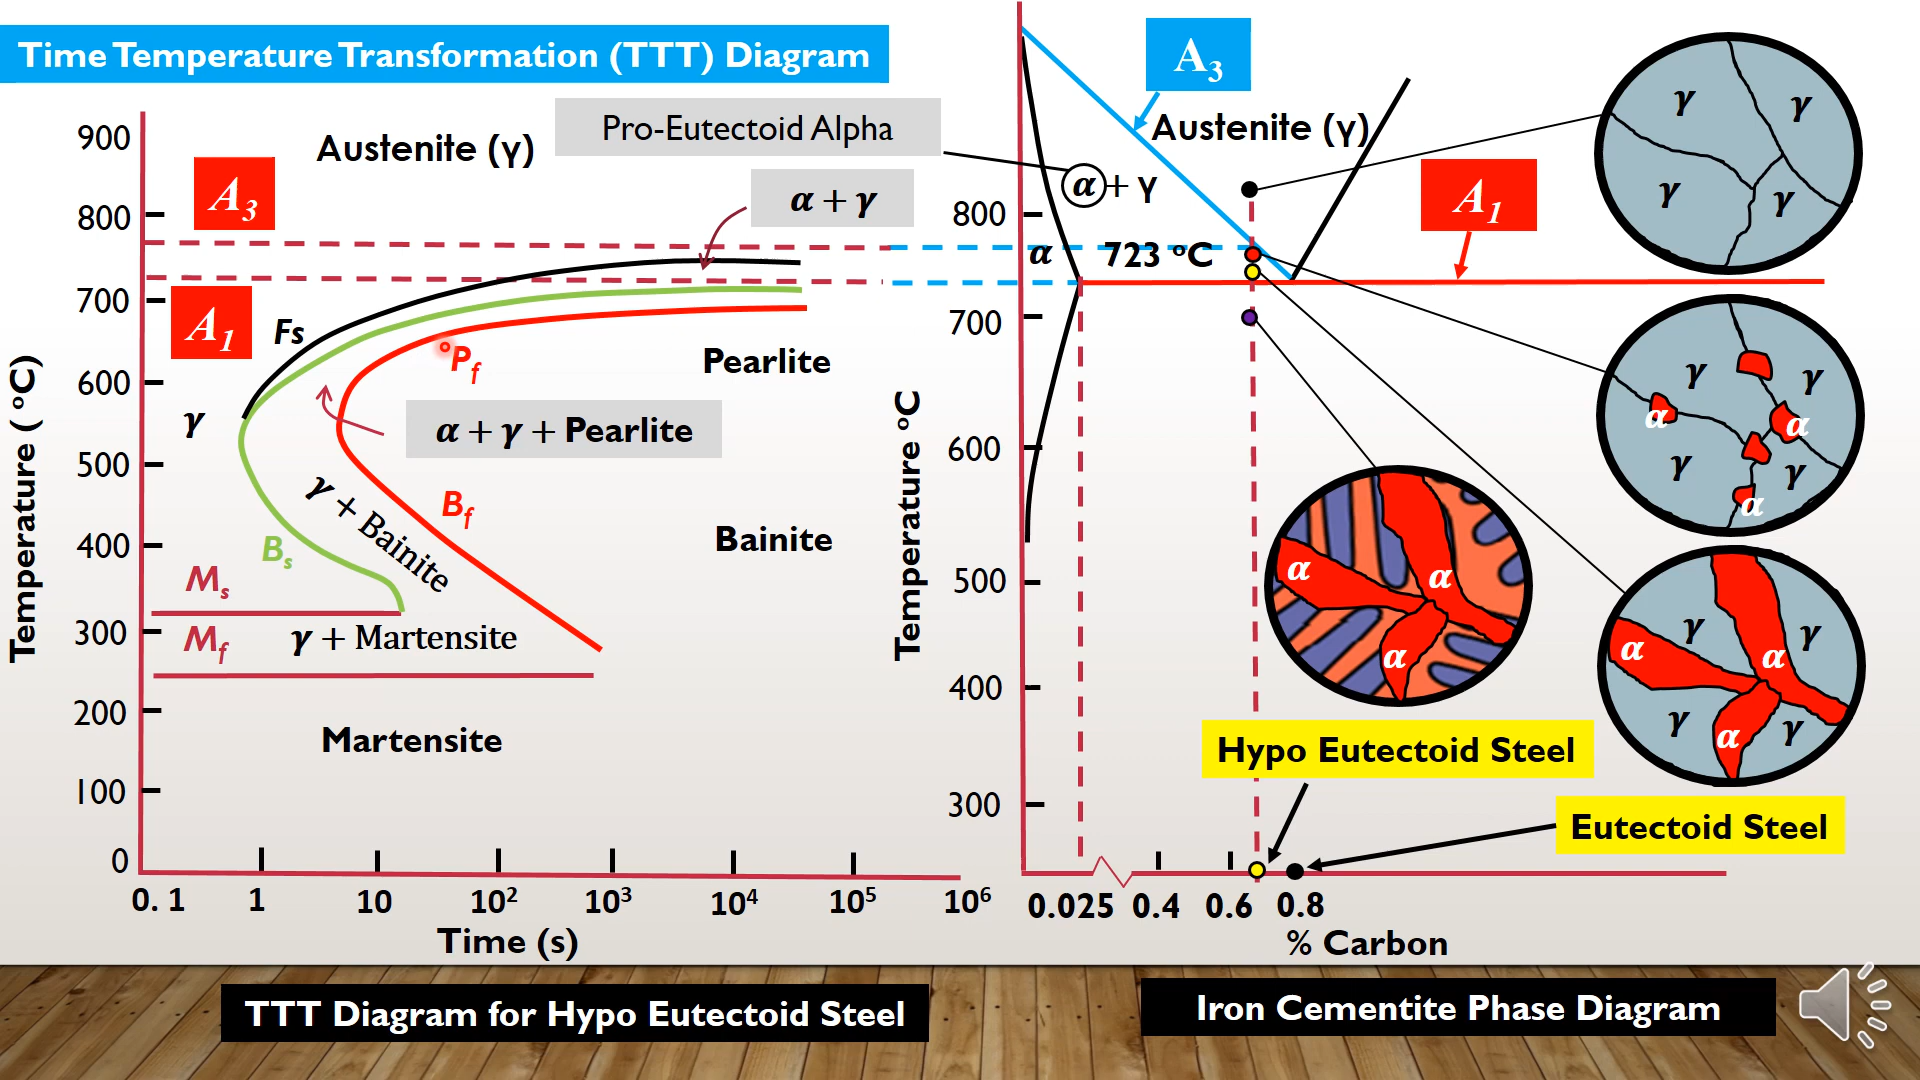 Time Temperature Transformation (TTT) Diagram
A3
Austenite (γ)
Pro-Eutectoid Alpha
α + γ
A3
A1
Fs
Pf
Pearlite
γ
α + γ + Pearlite
γ + Bainite
Bf
Bs
Bainite
Ms
Mf
γ + Martensite
Martensite
Temperature ( °C)
900
800
700
600
500
400
300
200
100
0
0. 1
1
10
10²
10³
10⁴
10⁵
10⁶
Time (s)
TTT Diagram for Hypo Eutectoid Steel
Austenite (γ)
α + γ
α
723 °C
A1
Temperature °C
800
700
600
500
400
300
γ
γ
γ
γ
γ
γ
α
α
γ
γ
α
α
α
α
γ
γ
α
α
γ
γ
α
Hypo Eutectoid Steel
Eutectoid Steel
0.025
0.4
0.6
0.8
% Carbon
Iron Cementite Phase Diagram